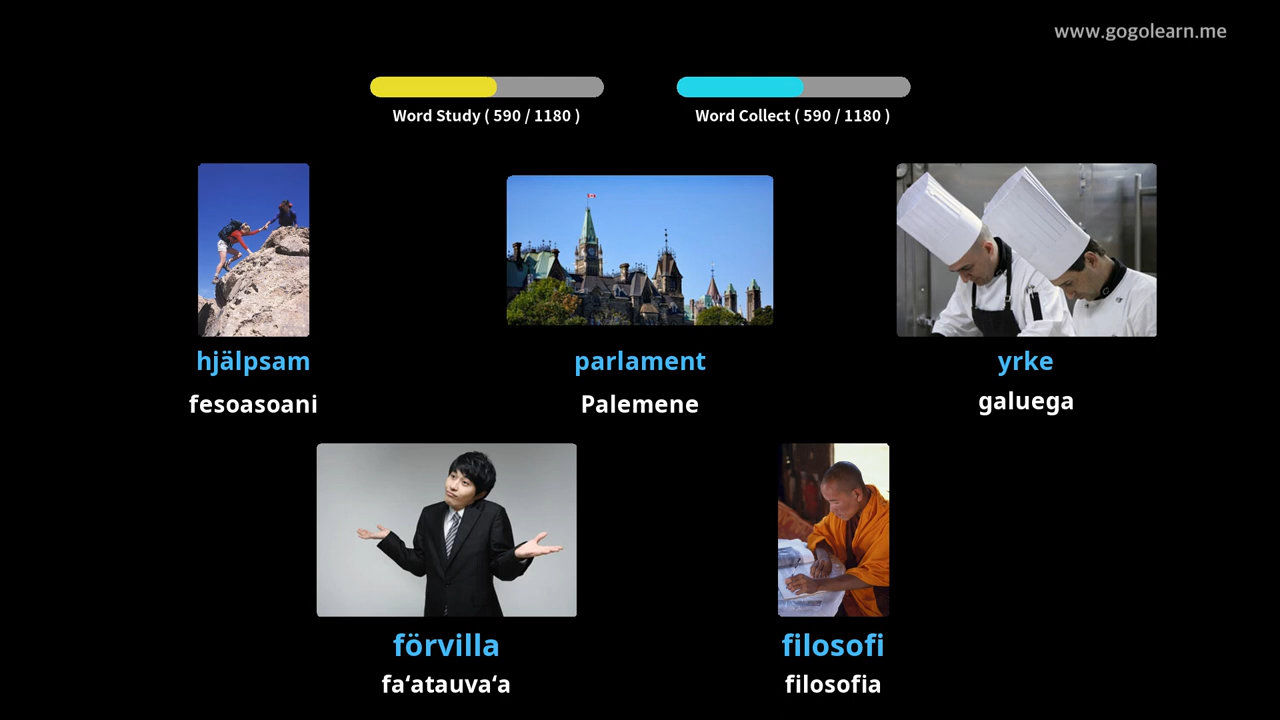 www.gogolearn.me
Word Study ( 590 / 1180 )
Word Collect ( 590 / 1180 )
hjälpsam
fesoasoani
parlament
Palemene
yrke
galuega
förvilla
fa‘atauva‘a
filosofi
filosofia